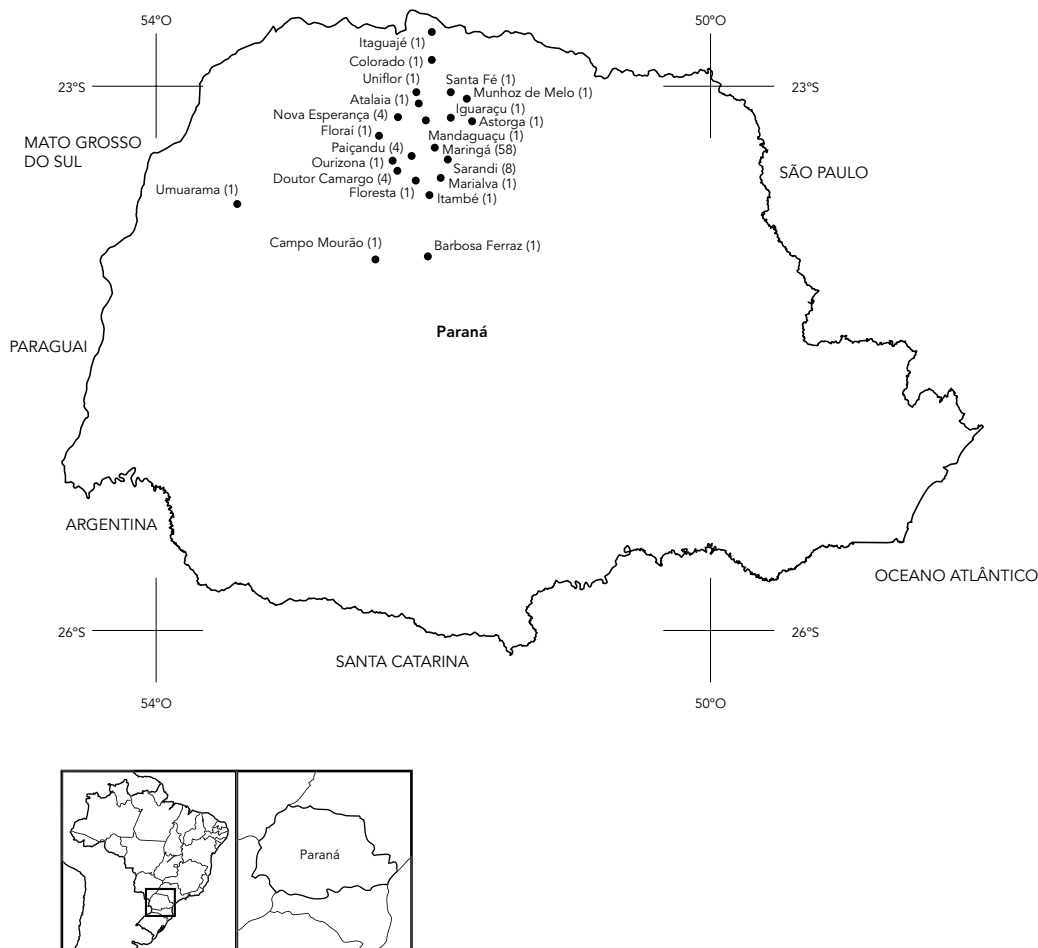 54ºO
50ºO
Itaguajé (1)
Colorado (1)
Uniflor (1)
Santa Fé (1)
23ºS
23ºS
Munhoz de Melo (1)
Atalaia (1)
Iguaraçu (1)
Nova Esperança (4)
Astorga (1)
Floraí (1)
Mandaguaçu (1)
MATO GROSSO
DO SUL
Paiçandu (4)
Maringá (58)
Ourizona (1)
Sarandi (8)
SÃO PAULO
Doutor Camargo (4)
Marialva (1)
Umuarama (1)
Floresta (1)
Itambé (1)
Campo Mourão (1)
Barbosa Ferraz (1)
Paraná
PARAGUAI
ARGENTINA
OCEANO ATLÂNTICO
26ºS
26ºS
SANTA CATARINA
54ºO
50ºO
Paraná